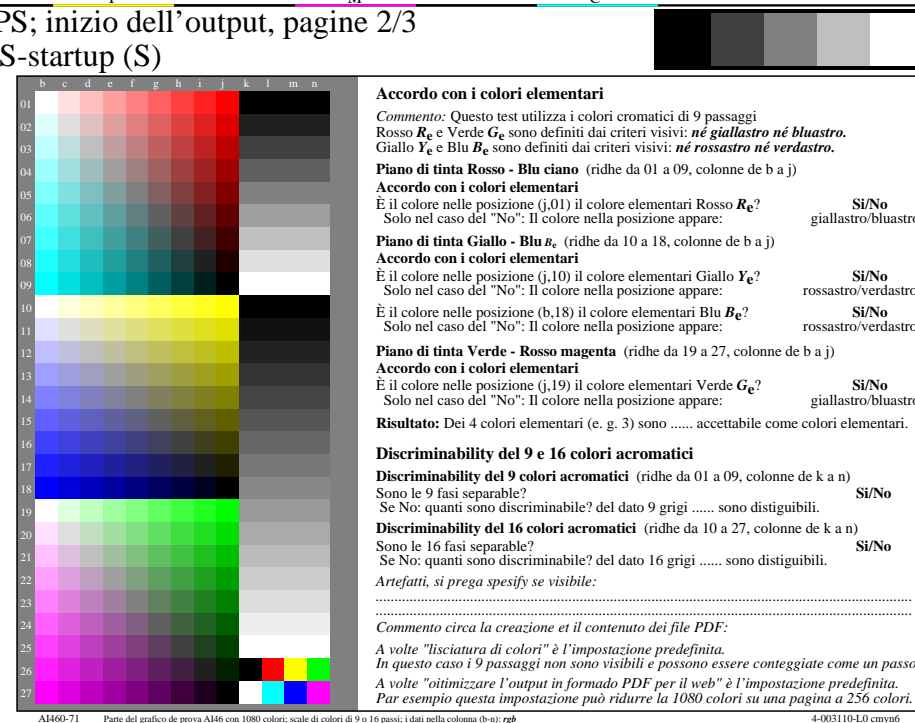 M
C
PS; inizio dell'output, pagine 2/3
S-startup (S)
b c d e f g h i j k l m n
01
02
03
04
05
06
07
08
09
10
11
12
13
14
15
16
17
18
19
20
21
22
23
24
25
26
27
Accordo con i colori elementari
Commento: Questo test utilizza i colori cromatici di 9 passaggi
Rosso Re e Verde Ge sono definiti dai criteri visivi: né giallastro né bluastro.
Giallo Ye e Blu Be sono definiti dai criteri visivi: né rossastro né verdastro.
Piano di tinta Rosso - Blu ciano (ridhe da 01 a 09, colonne de b a j)
Accordo con i colori elementari
È il colore nelle posizione (j,01) il colore elementari Rosso Re? Si/No
Solo nel caso del "No": Il colore nella posizione appare: giallastro/bluastro
Piano di tinta Giallo - Blu Be (ridhe da 10 a 18, colonne de b a j)
Accordo con i colori elementari
È il colore nelle posizione (j,10) il colore elementari Giallo Ye? Si/No
Solo nel caso del "No": Il colore nella posizione appare: rossastro/verdastro
È il colore nelle posizione (b,18) il colore elementari Blu Be? Si/No
Solo nel caso del "No": Il colore nella posizione appare: rossastro/verdastro
Piano di tinta Verde - Rosso magenta (ridhe da 19 a 27, colonne de b a j)
Accordo con i colori elementari
È il colore nelle posizione (j,19) il colore elementari Verde Ge? Si/No
Solo nel caso del "No": Il colore nella posizione appare: giallastro/bluastro
Risultato: Dei 4 colori elementari (e. g. 3) sono ...... accettabile come colori elementari.
Discriminability del 9 e 16 colori acromatici
Discriminability del 9 colori acromatici (ridhe da 01 a 09, colonne de k a n)
Sono le 9 fasi separable? Si/No
Se No: quanti sono discriminabile? del dato 9 grigi ...... sono distiguibili.
Discriminability del 16 colori acromatici (ridhe da 10 a 27, colonne de k a n)
Sono le 16 fasi separable? Si/No
Se No: quanti sono discriminabile? del dato 16 grigi ...... sono distiguibili.
Artefatti, si prega spesify se visibile:
Commento circa la creazione et il contenuto dei file PDF:
A volte "lisciatura di colori" è l'impostazione predefinita.
In questo caso i 9 passaggi non sono visibili e possono essere conteggiate come un passo
A volte "oitimizzare l'output in formado PDF per il web" è l'impostazione predefinita.
Par esempio questa impostazione può ridurre la 1080 colori su una pagina a 256 colori.
AI460-71 Parte del grafico de prova AI46 con 1080 colori; scale di colori di 9 o 16 passi; i dati nella colonna (b-n): rgb 4-003110-L0 cmyn6